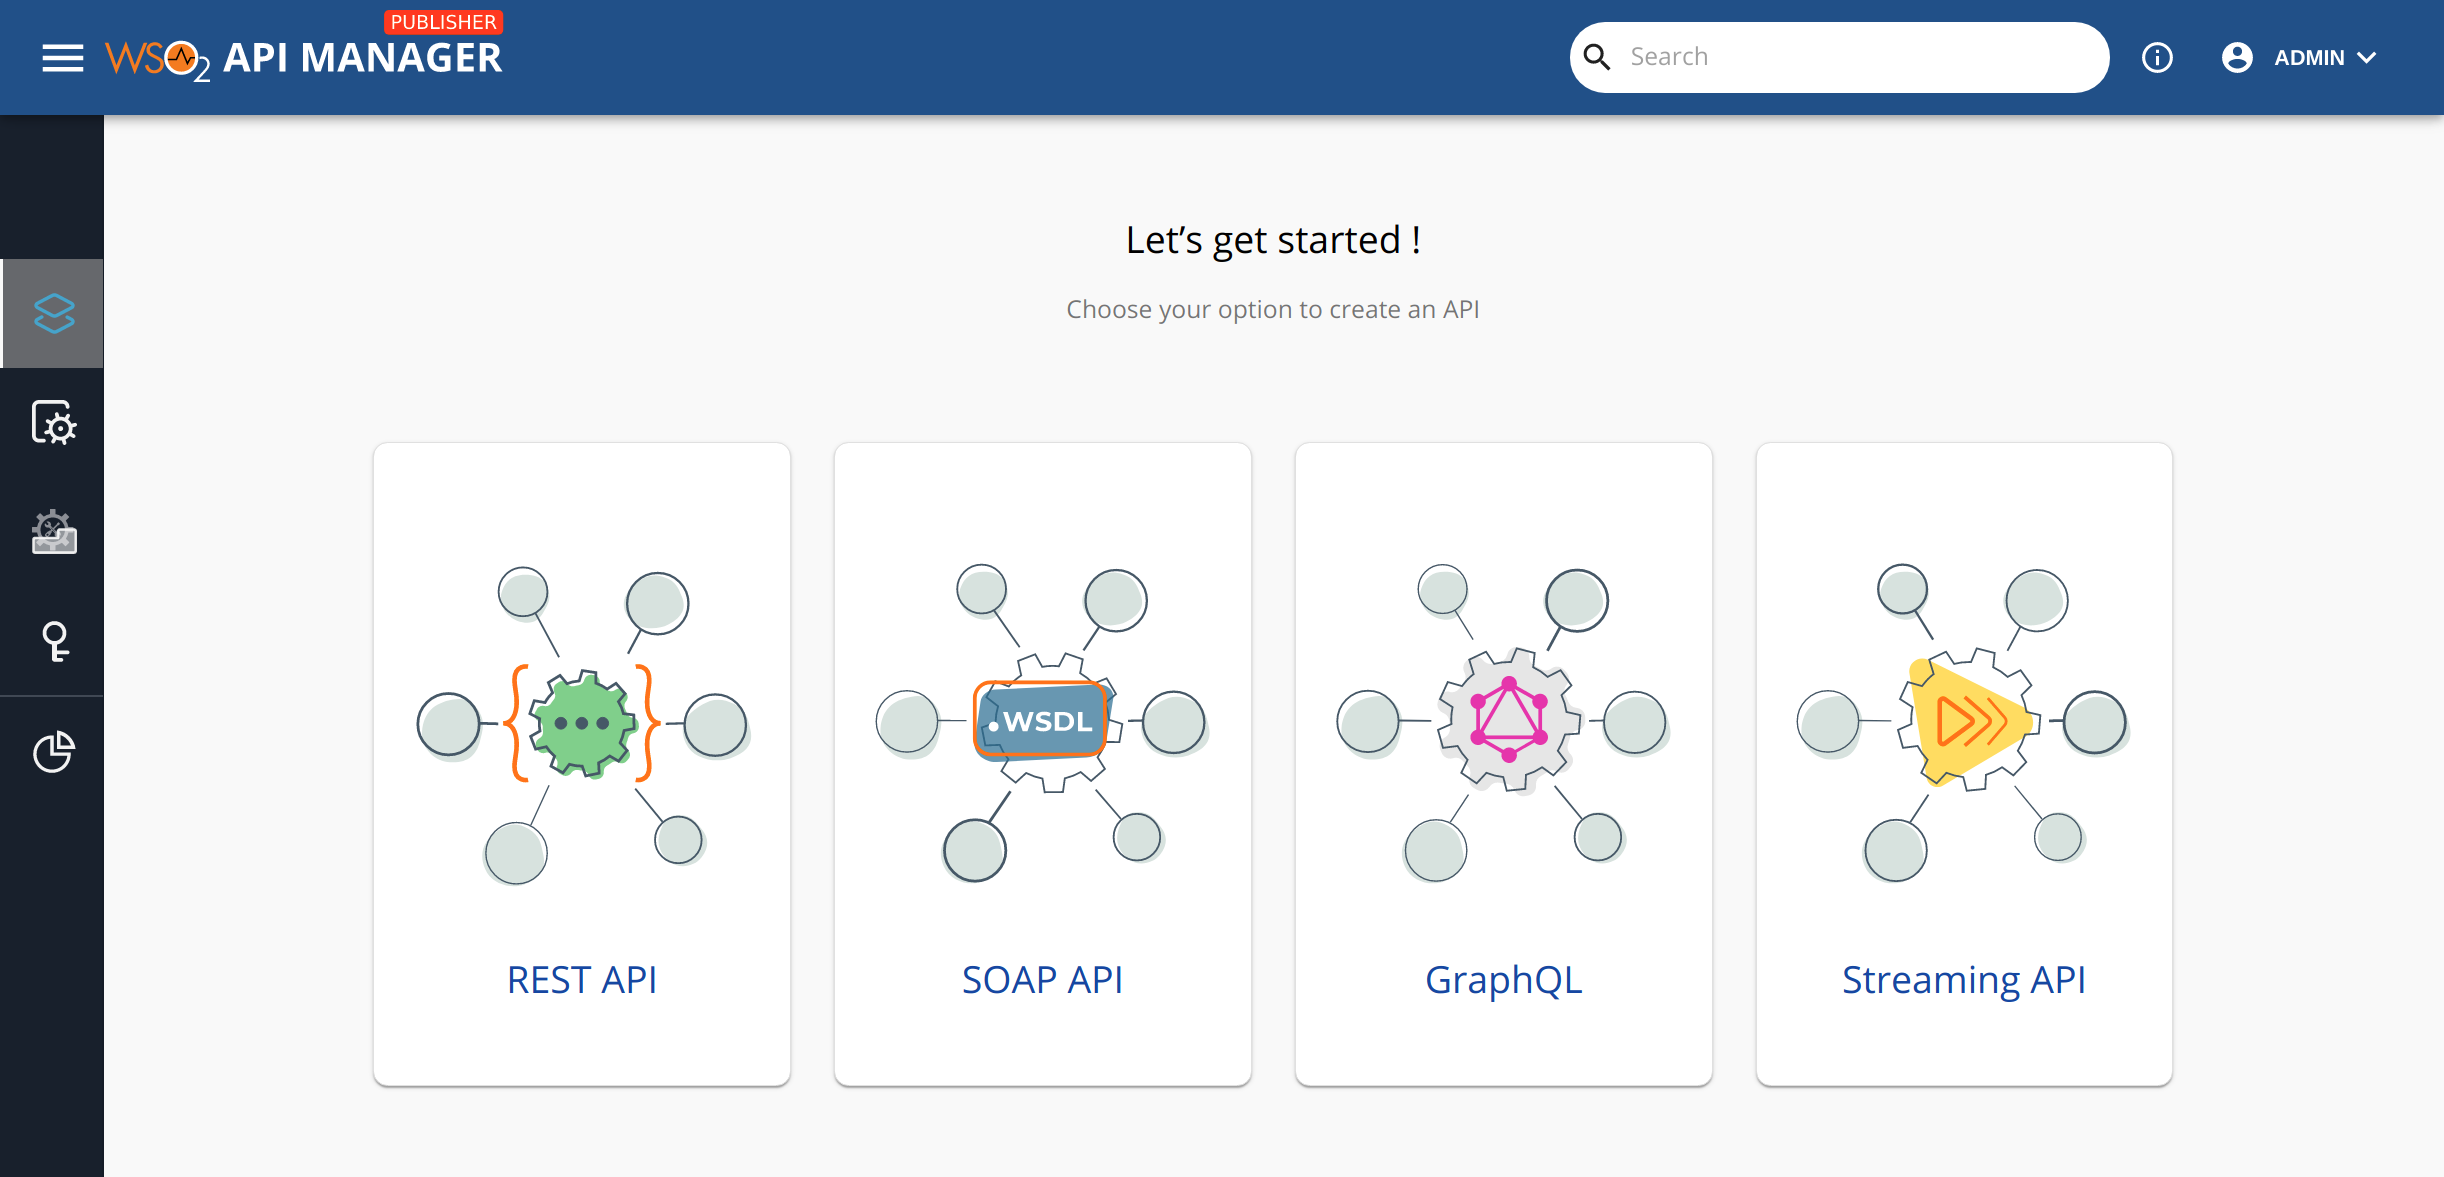 PUBLISHER
WSO2 API MANAGER
Search
ADMIN
Let’s get started !
Choose your option to create an API
.WSDL
REST API
SOAP API
GraphQL
Streaming API